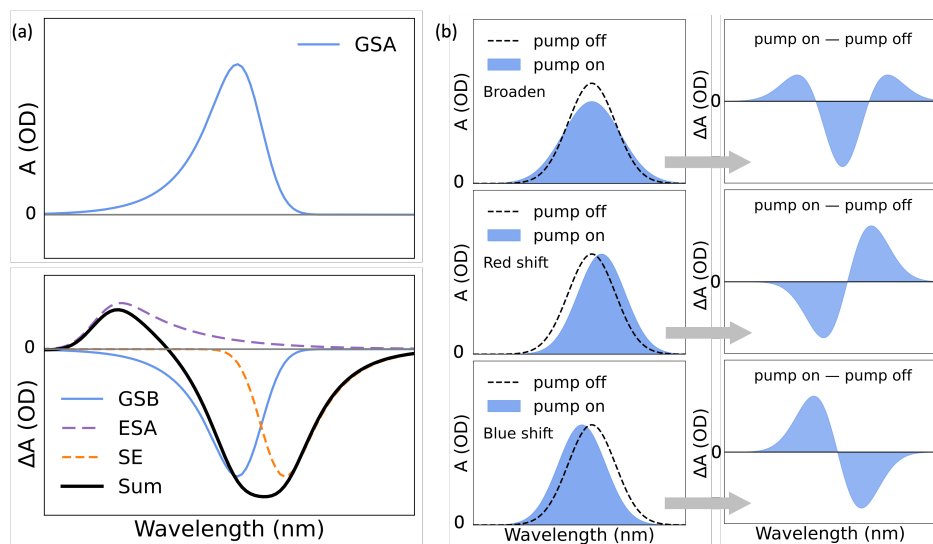 (a)
GSA
A (OD)
0
0
GSB
ESA
SE
Sum
ΔA (OD)
Wavelength (nm)
(b)
pump off
pump on
Broaden
A (OD)
0
pump on — pump off
ΔA (OD)
0
pump off
pump on
Red shift
A (OD)
0
pump on — pump off
ΔA (OD)
0
pump off
pump on
Blue shift
A (OD)
0
Wavelength (nm)
pump on — pump off
ΔA (OD)
0
Wavelength (nm)